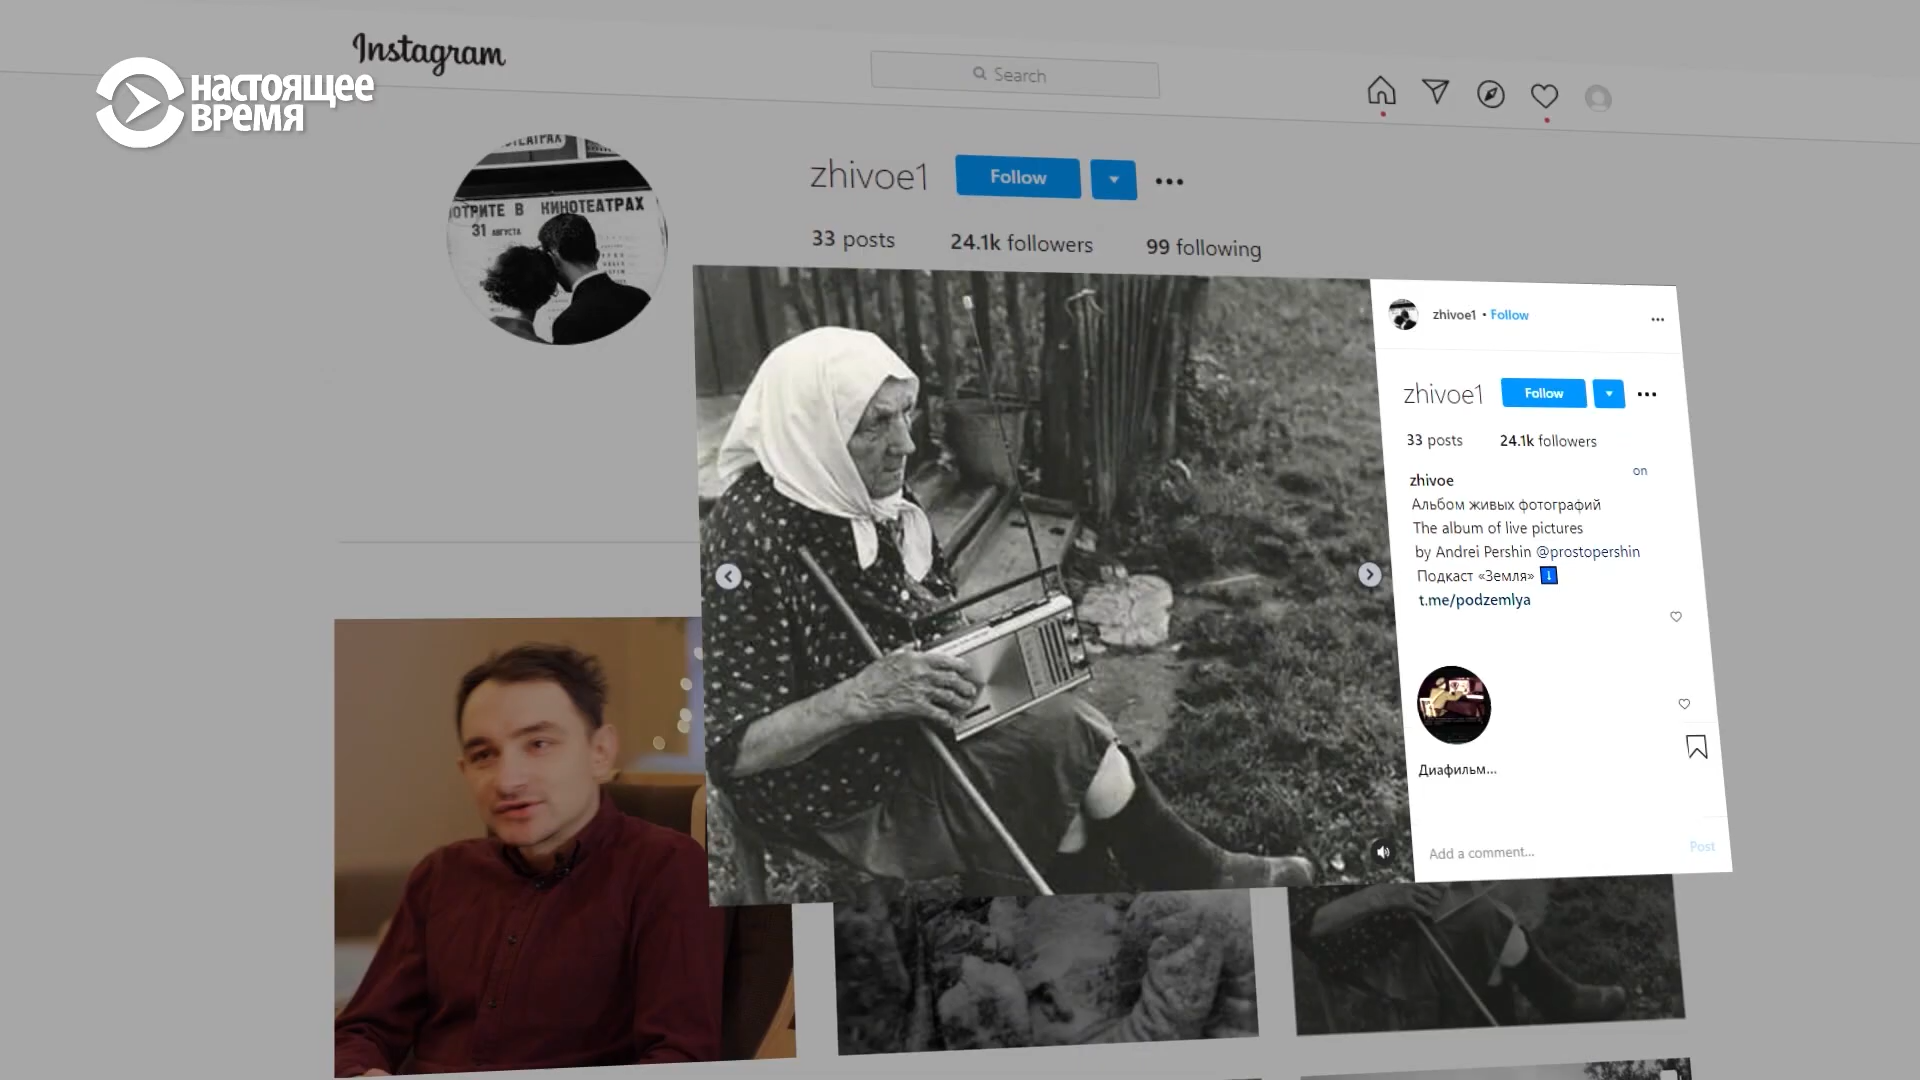 Instagram
Search
НАСТОЯЩЕЕ
ВРЕМЯ
zhivoe1 Follow
33 posts 24.1k followers 99 following
ОТРИТЕ В КИНОТЕАТРАХ
31 АВГУСТА
zhivoe1 • Follow
zhivoe1 Follow
33 posts 24.1k followers
on
zhivoe
Альбом живых фотографий
The album of live pictures
by Andrei Pershin @prostopershin
Подкаст «Земля»
t.me/podzemlya
Диафильм...
Add a comment... Post